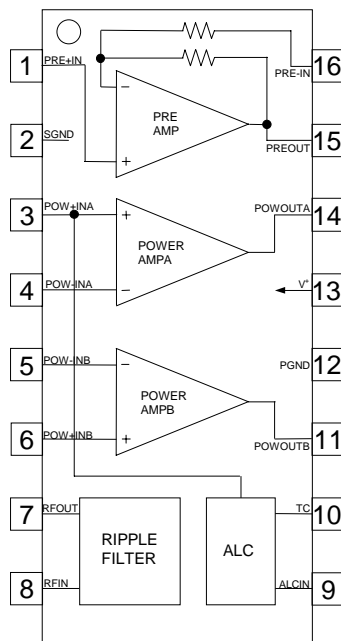 1
PRE+IN
PRE-IN
16
−
PRE
AMP
+
2
SGND
PREOUT
15
3
POW+INA
POWOUTA
14
+
POWER
AMPA
−
4
POW-INA
V+
13
5
POW-INB
PGND
12
−
POWER
AMPB
+
6
POW+INB
POWOUTB
11
7
RFOUT
RIPPLE
FILTER
ALC
TC
10
8
RFIN
ALCIN
9